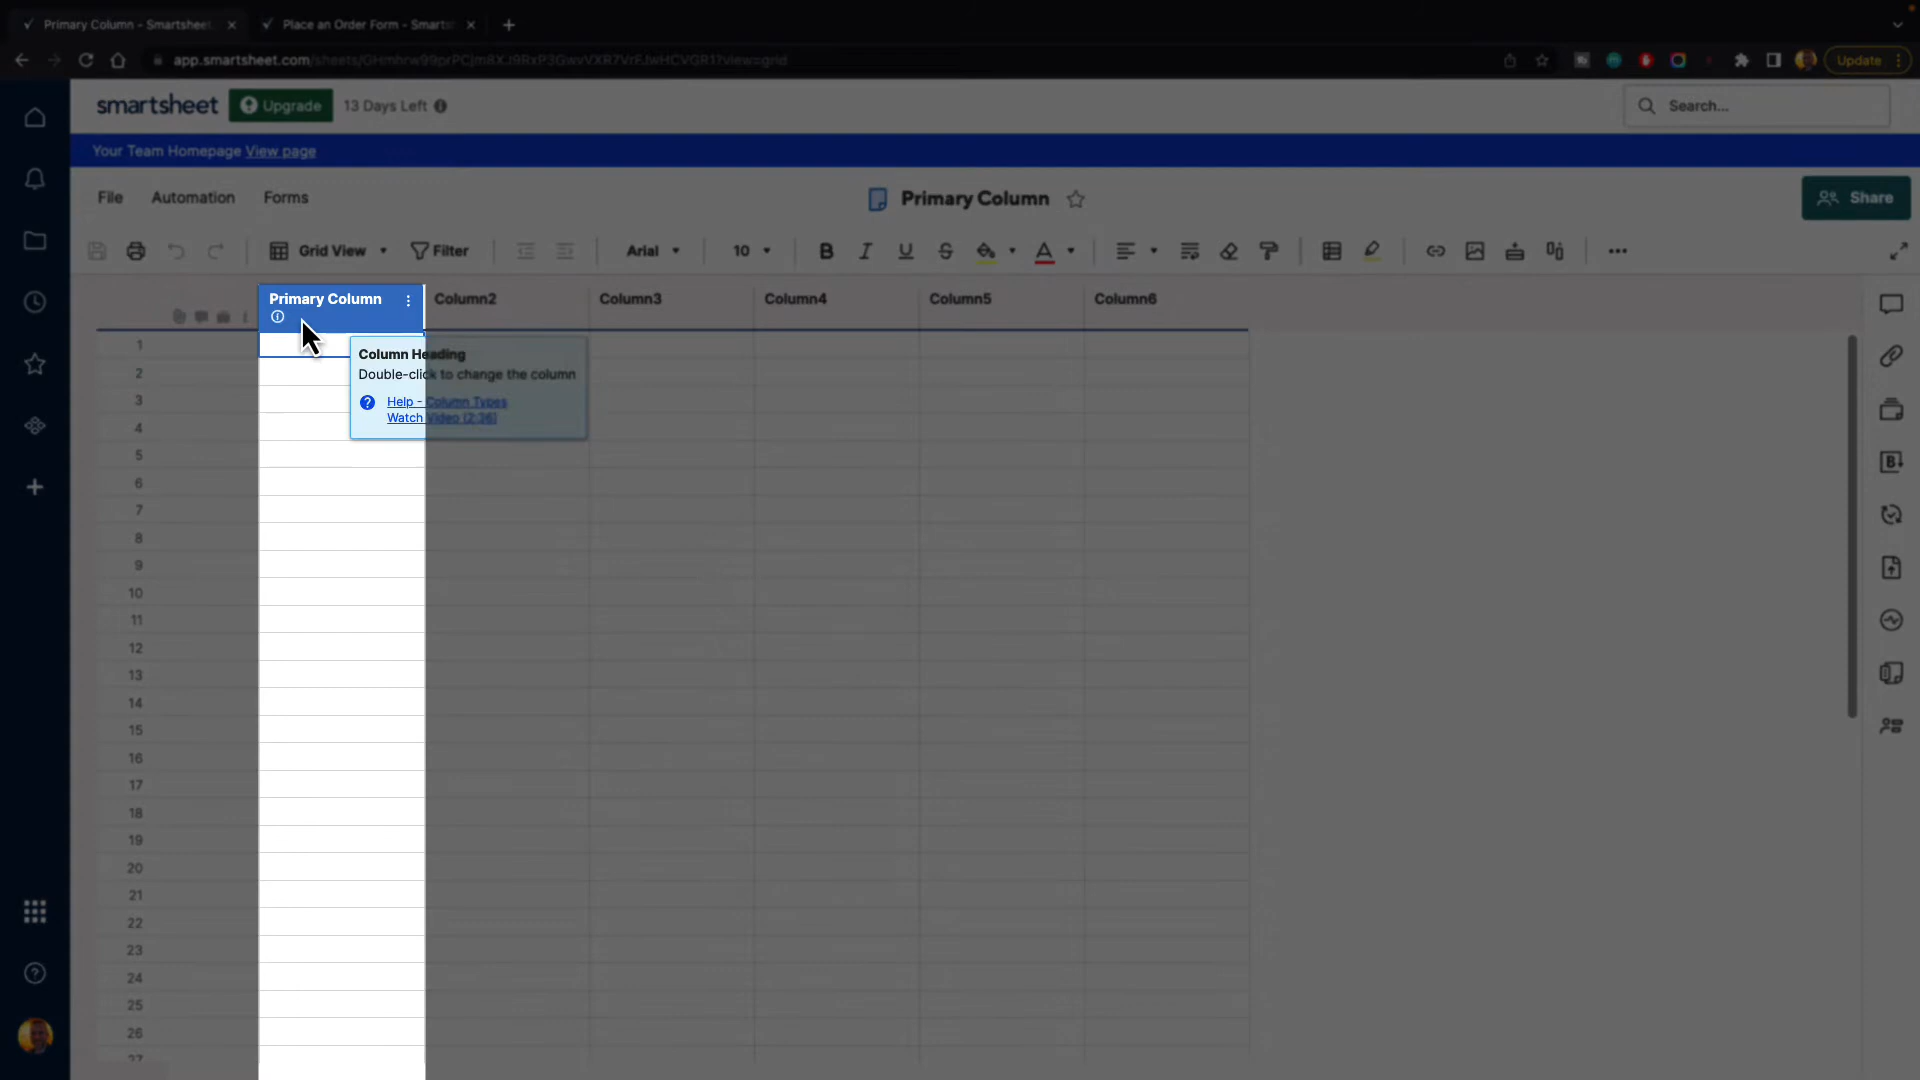 Primary Column - Smartsheet.
Place an Order Form - Smarts
app.smartsheet.com
Update
smartsheet
Upgrade
13 Days Left
Search...
Your Team Homepage View page
File
Automation
Forms
Primary Column
Share
Grid View
Filter
Arial
10
B
I
U
S
A
Primary Column
Column2
Column3
Column4
Column5
Column6
Column Heading
Double-click to change the column
Help - Column Types
Watch Video (2:36)
1
2
3
4
5
6
7
8
9
10
11
12
13
14
15
16
17
18
19
20
21
22
23
24
25
26
27